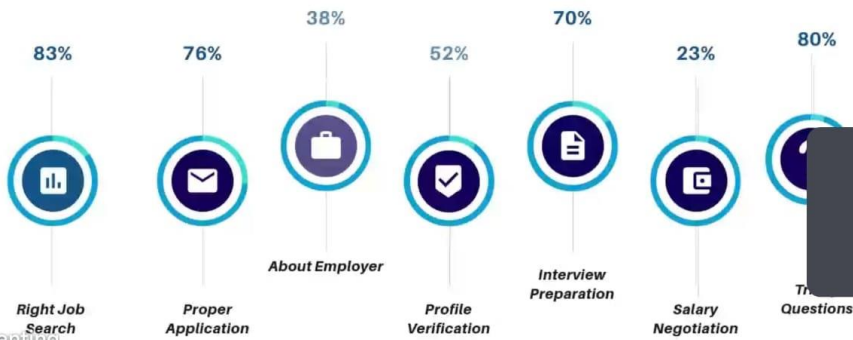 83%
Right Job
Search
76%
Proper
Application
38%
About Employer
52%
Profile
Verification
70%
Interview
Preparation
23%
Salary
Negotiation
80%
Questions